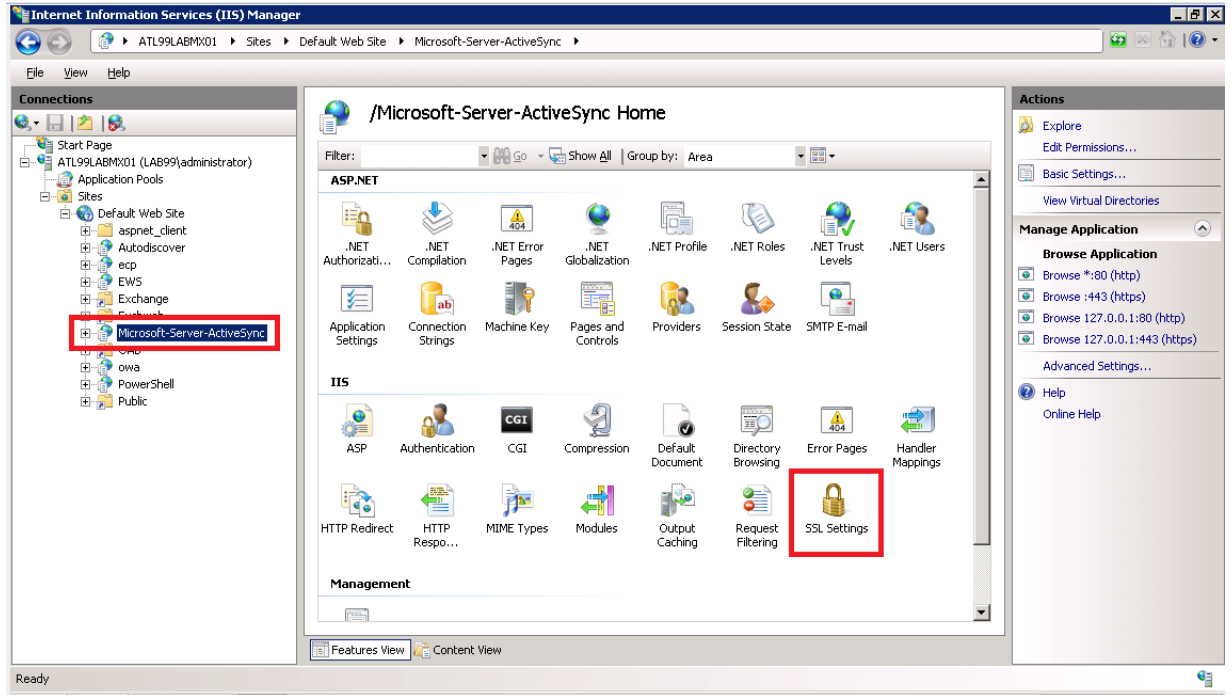 Internet Information Services (IIS) Manager
ATL99LABMX01 Sites Default Web Site Microsoft-Server-ActiveSync
File View Help
Connections
Start Page
ATL99LABMX01 (LAB99\administrator)
Application Pools
Sites
Default Web Site
aspnet_client
Autodiscover
ecp
EWS
Exchange
Exchweb
Microsoft-Server-ActiveSync
OAB
owa
PowerShell
Public
/Microsoft-Server-ActiveSync Home
Filter: Go Show All Group by: Area
ASP.NET
.NET Authorizati...
.NET Compilation
.NET Error Pages
.NET Globalization
.NET Profile
.NET Roles
.NET Trust Levels
.NET Users
Application Settings
Connection Strings
Machine Key
Pages and Controls
Providers
Session State
SMTP E-mail
IIS
ASP
Authentication
CGI
Compression
Default Document
Directory Browsing
Error Pages
Handler Mappings
HTTP Redirect
HTTP Respo...
MIME Types
Modules
Output Caching
Request Filtering
SSL Settings
Management
Features View Content View
Actions
Explore
Edit Permissions...
Basic Settings...
View Virtual Directories
Manage Application
Browse Application
Browse *:80 (http)
Browse :443 (https)
Browse 127.0.0.1:80 (http)
Browse 127.0.0.1:443 (https)
Advanced Settings...
Help
Online Help
Ready